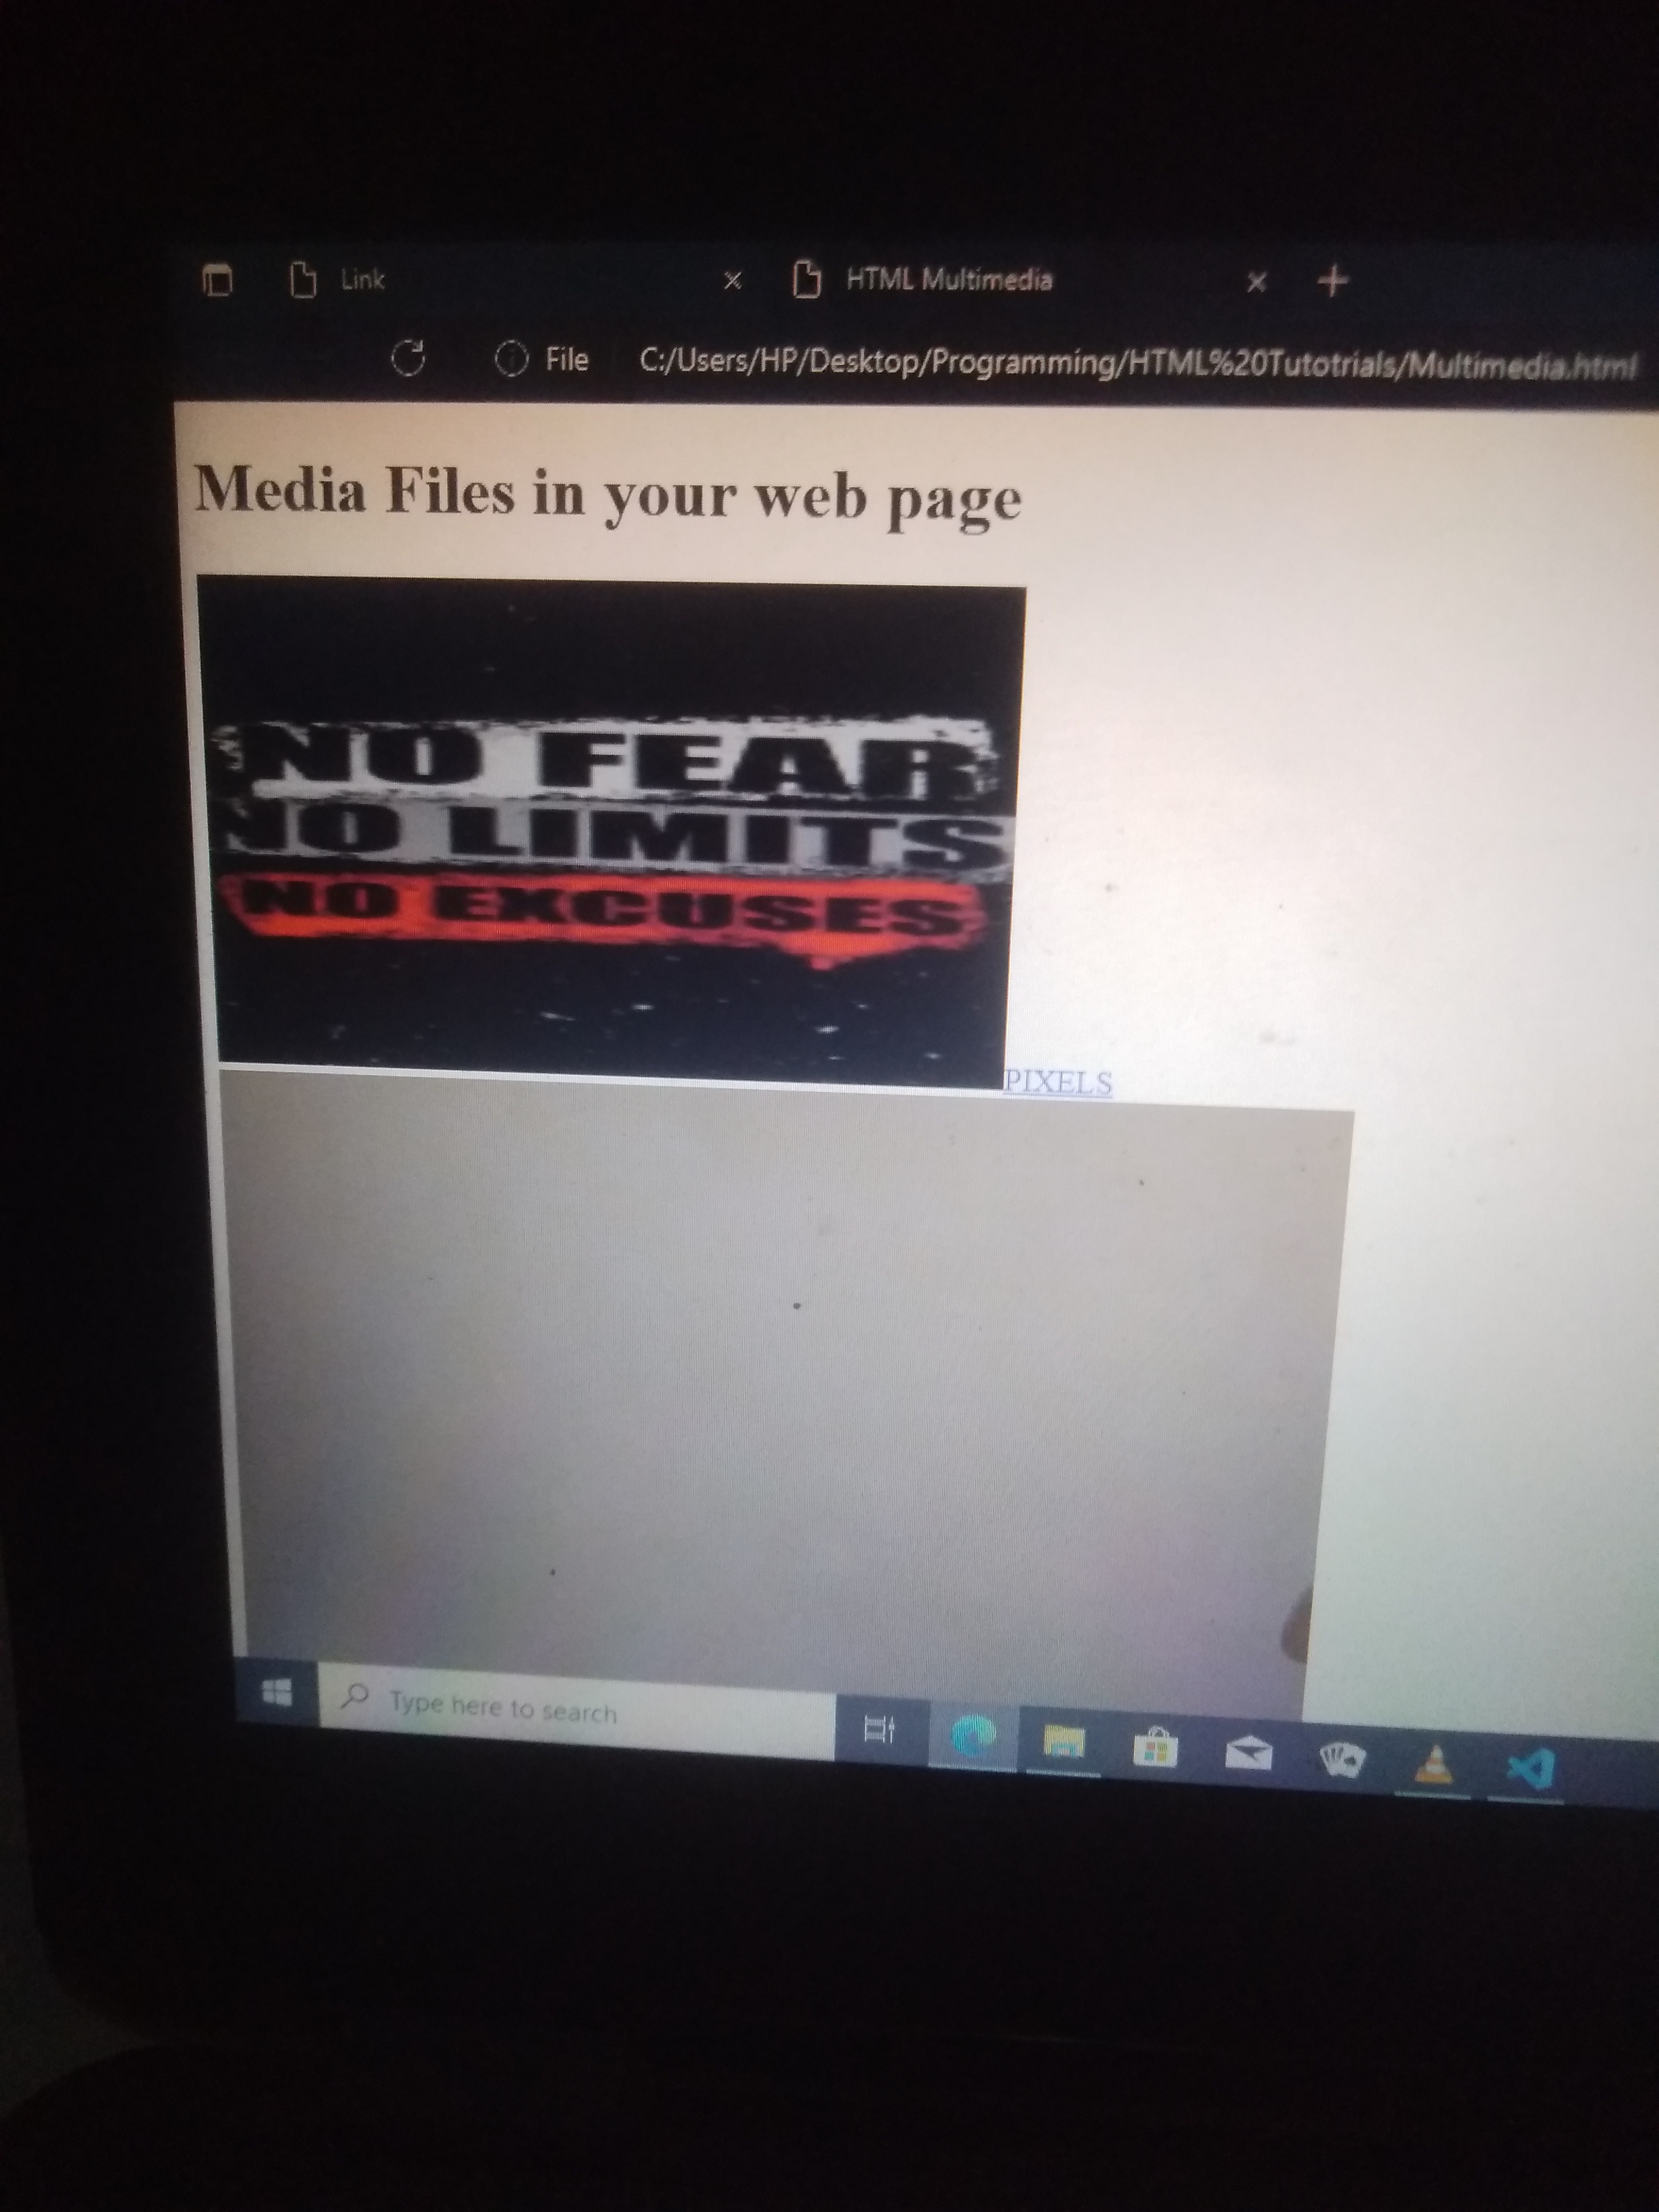 Link
HTML Multimedia
File C:/Users/HP/Desktop/Programming/HTML%20Tutotrials/Multimedia.html
Media Files in your web page
NO FEAR
NO LIMITS
NO EXCUSES
PIXELS
Type here to search